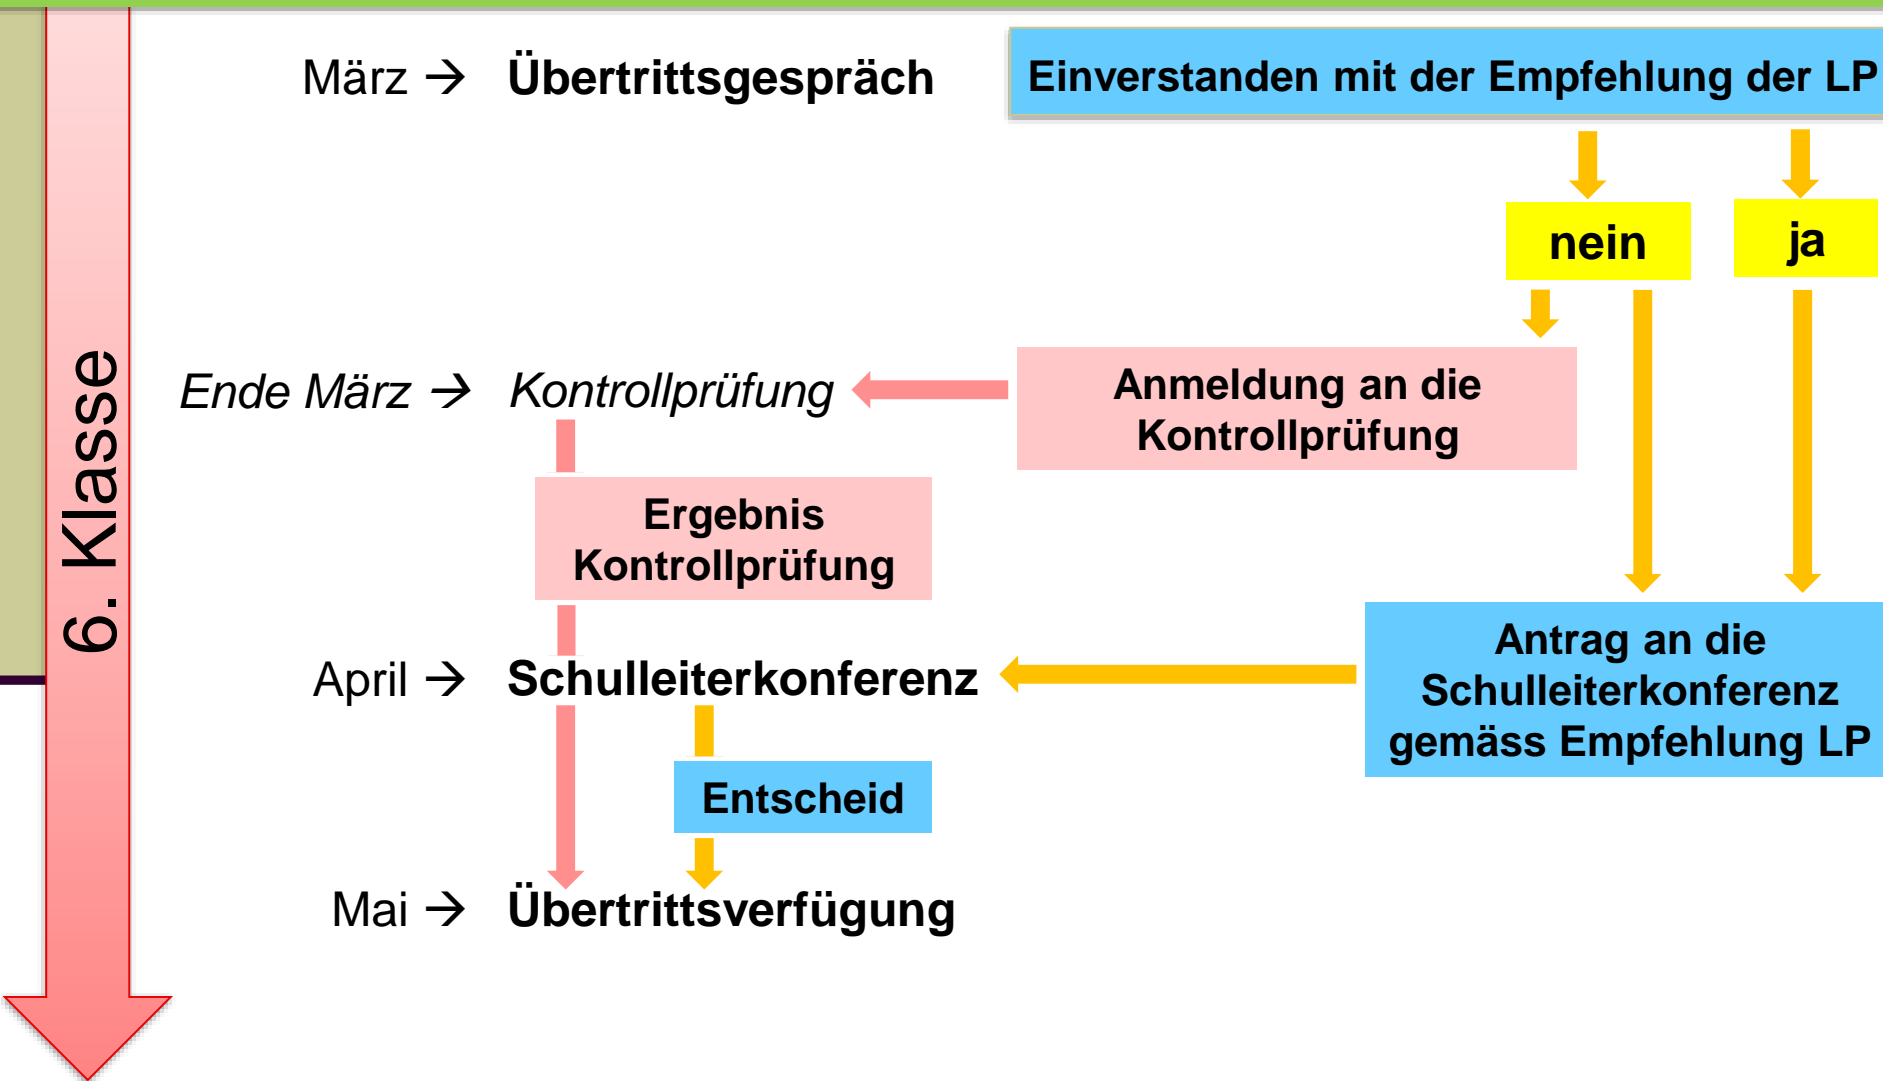 März → Übertrittsgespräch
Einverstanden mit der Empfehlung der LP
nein
ja
6. Klasse
Ende März → Kontrollprüfung
Anmeldung an die
Kontrollprüfung
Ergebnis
Kontrollprüfung
April → Schulleiterkonferenz
Antrag an die
Schulleiterkonferenz
gemäss Empfehlung LP
Entscheid
Mai → Übertrittsverfügung